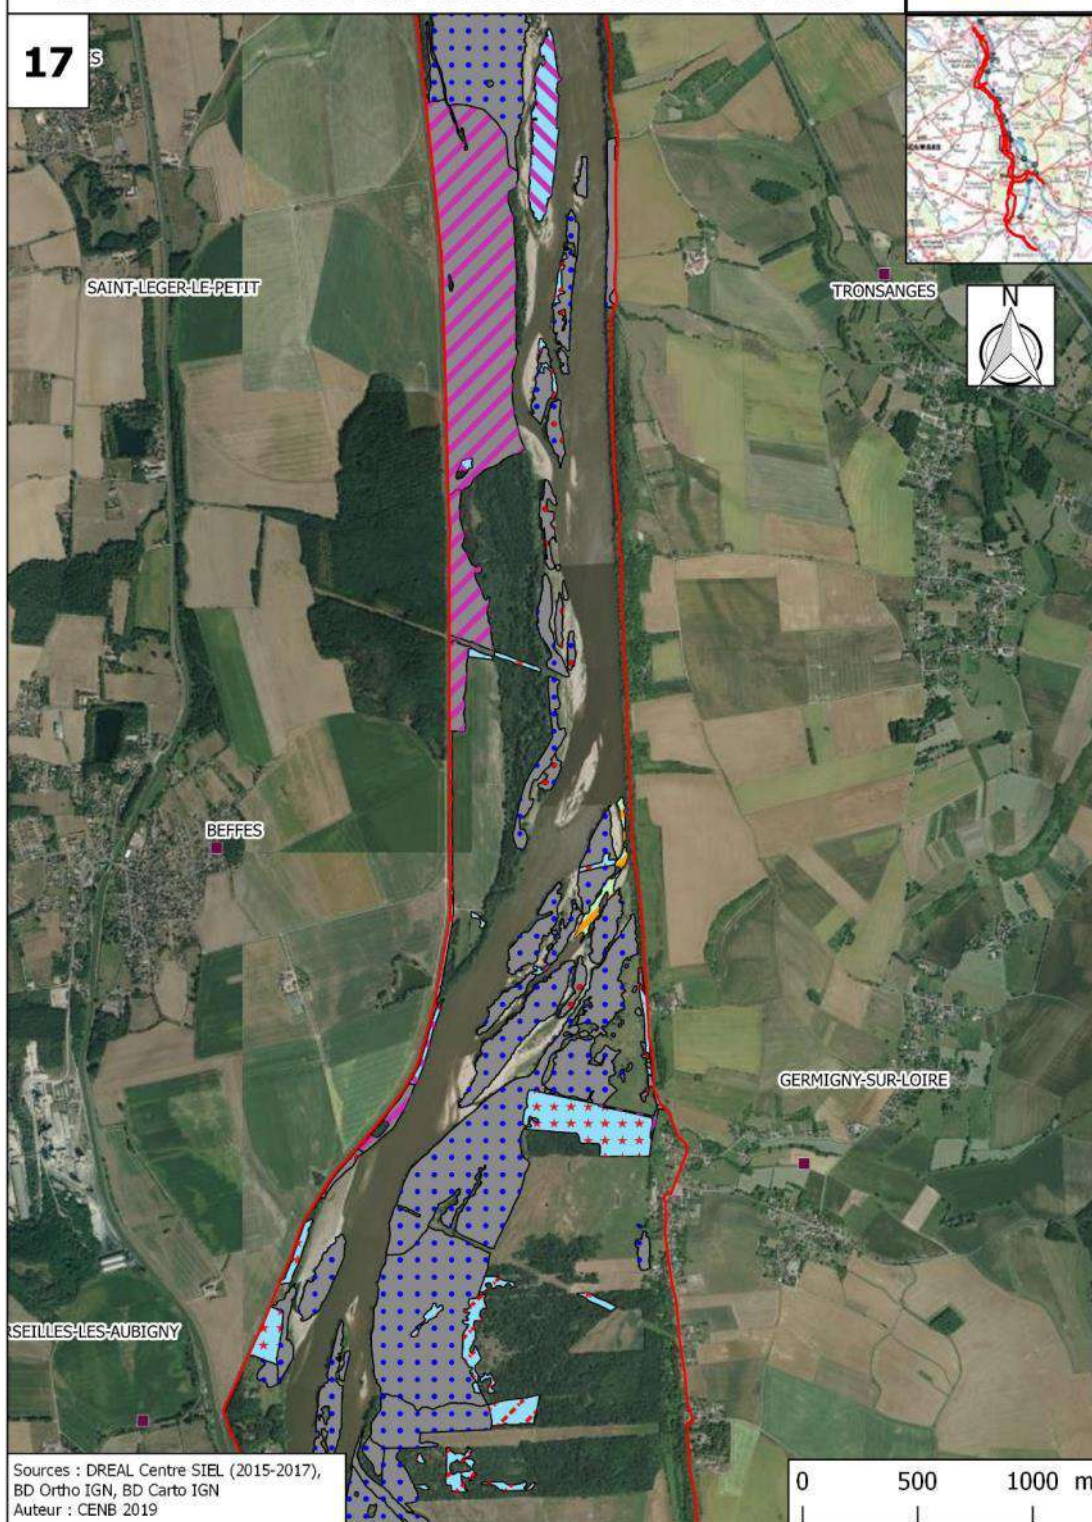 17
S
SAINT-LEGER-LE-PETIT
TRONSANGES
N
BEFFES
GERMIGNY-SUR-LOIRE
RSEILLES-LES-AUBIGNY
Sources : DREAL Centre SIEL (2015-2017),
BD Ortho IGN, BD Carto IGN
Auteur : CENB 2019
0 500 1000 m